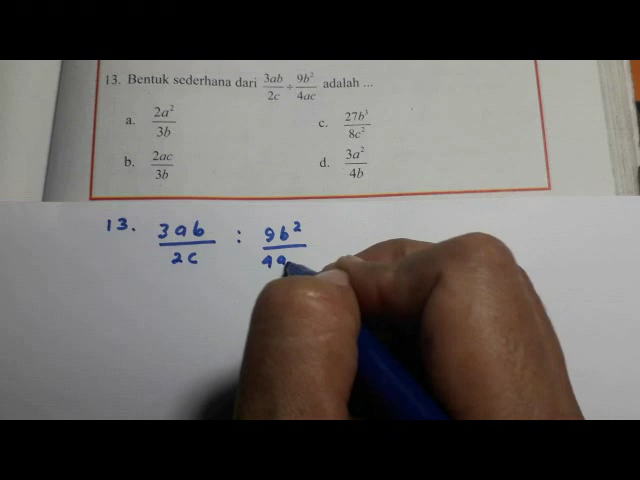 13. Bentuk sederhana dari 3ab/2c ÷ 9b²/4ac adalah ...
a. 2a²/3b
c. 27b³/8c²
b. 2ac/3b
d. 3a²/4b
13. 3ab/2c : 9b²/4a